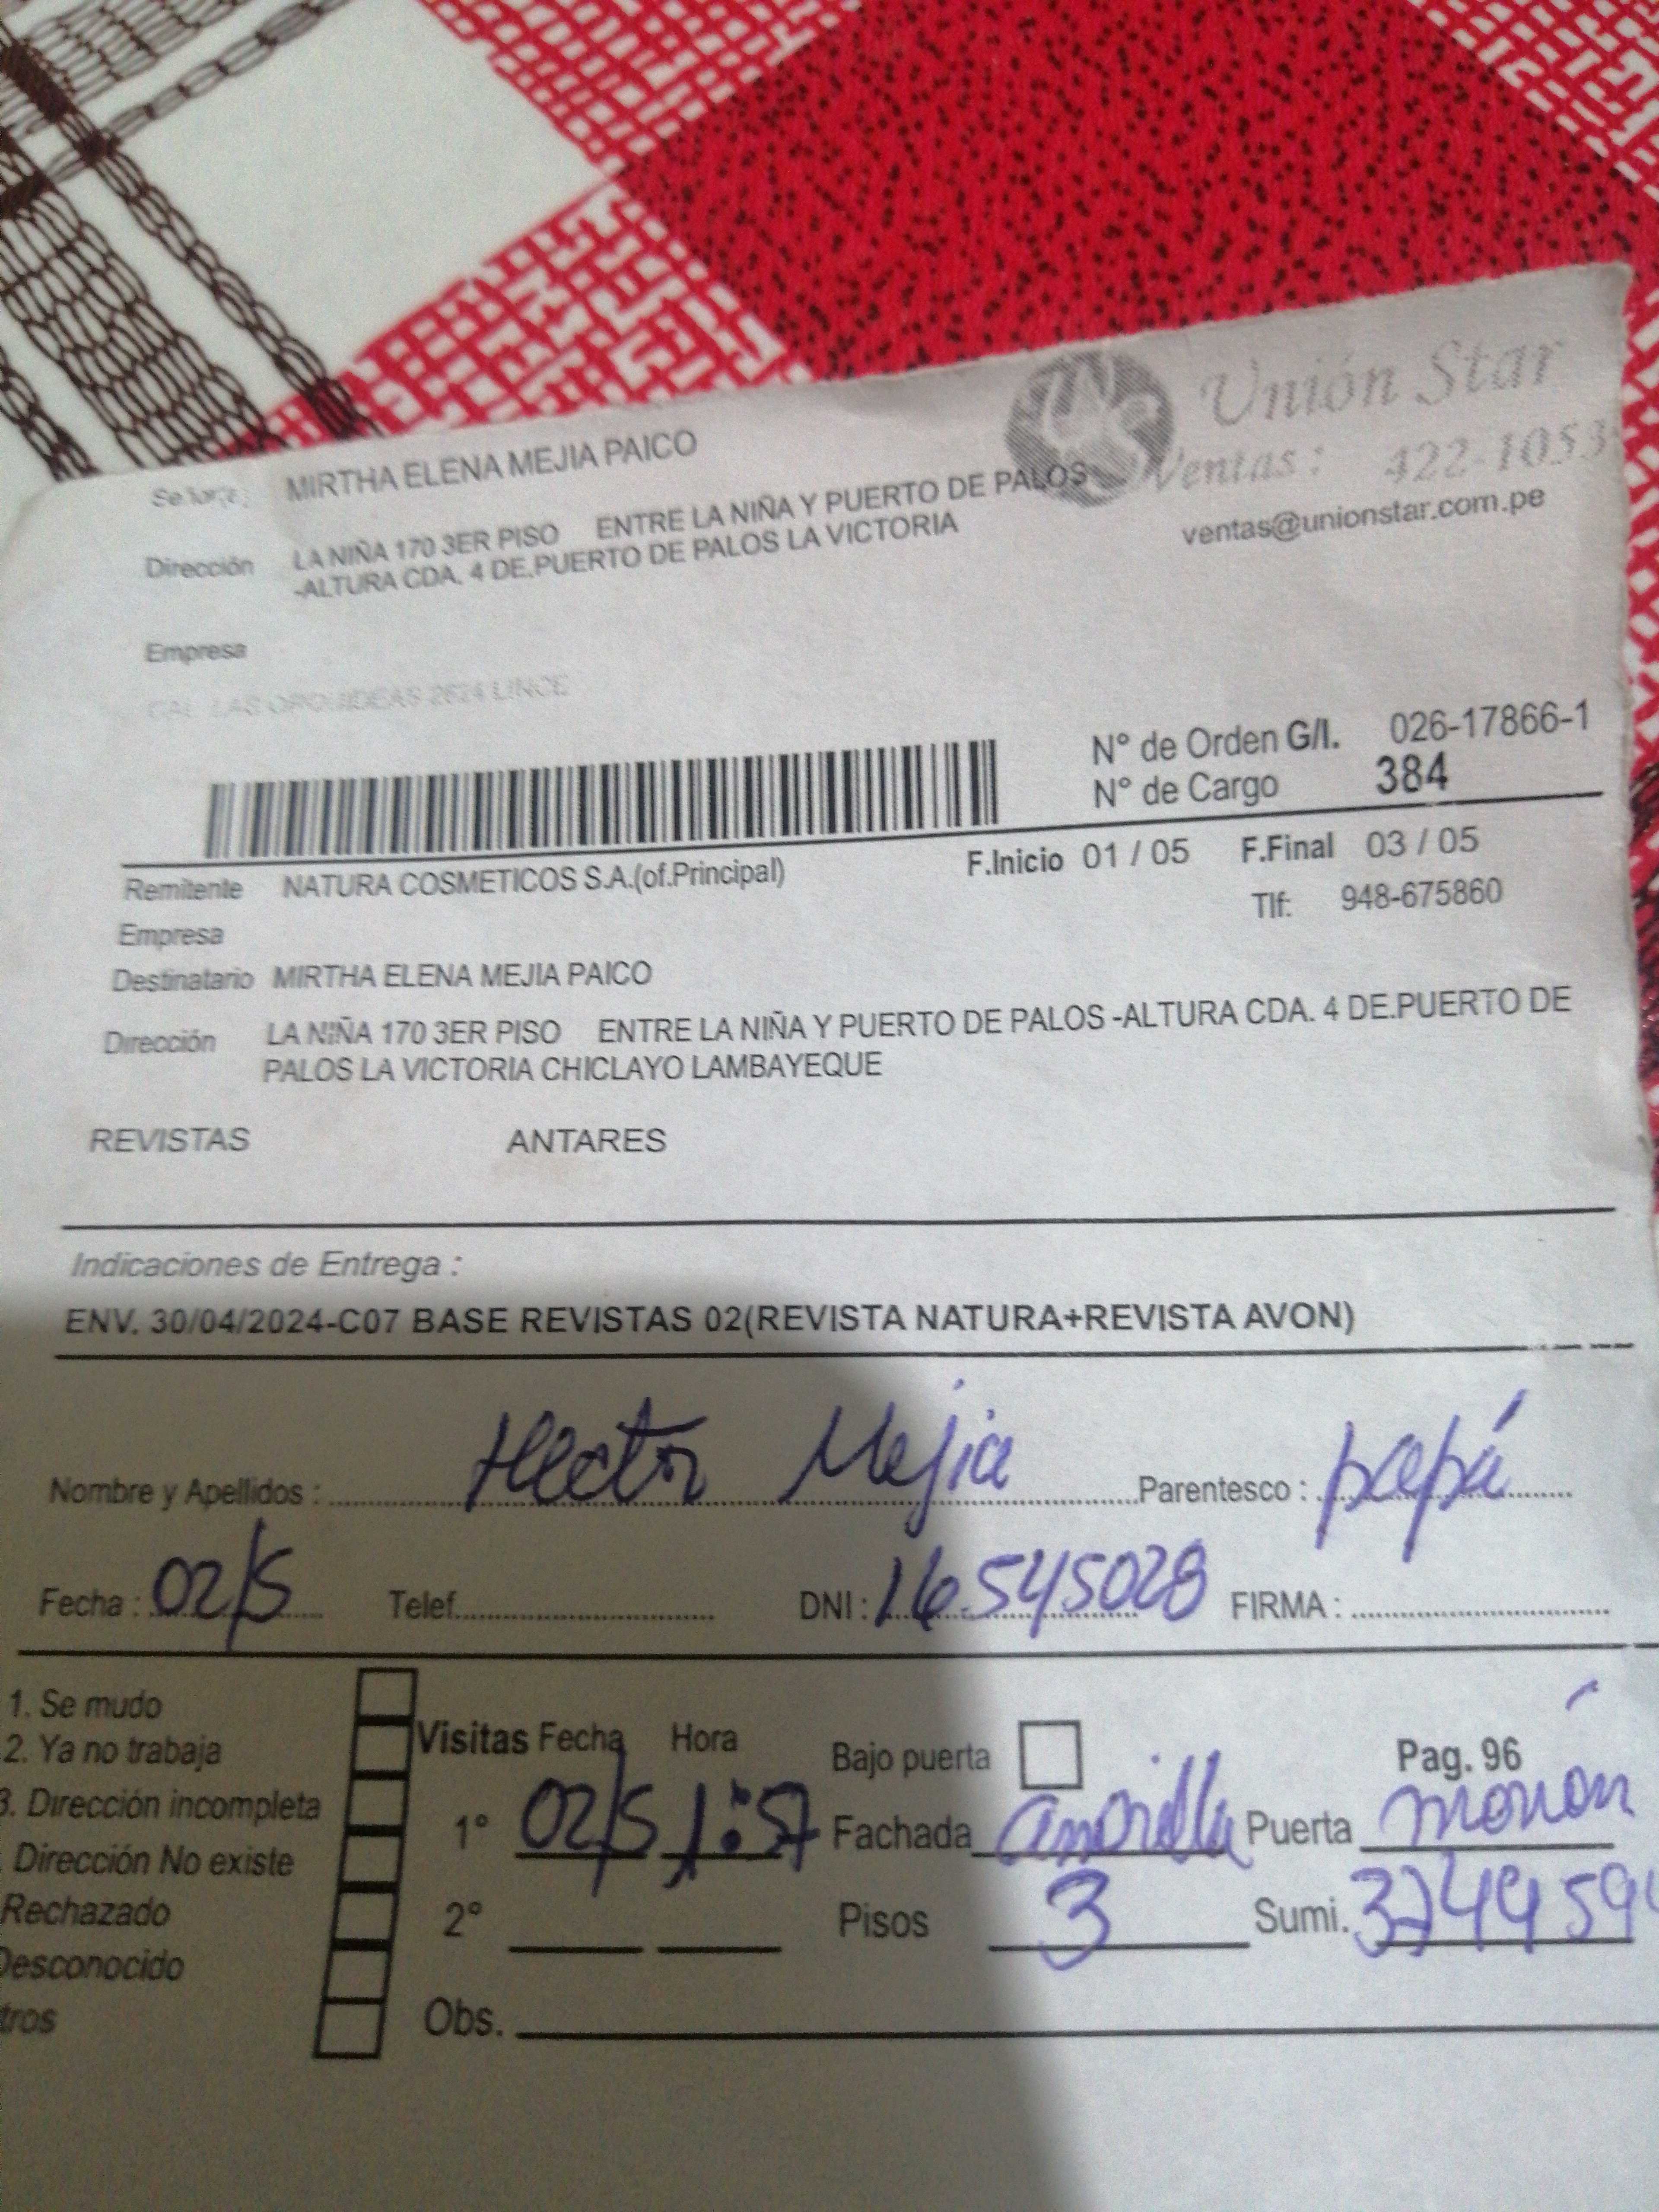 Unión Star
Señor(a): MIRTHA ELENA MEJIA PAICO
Ventas: 422-1053
Dirección LA NIÑA 170 3ER PISO ENTRE LA NIÑA Y PUERTO DE PALOS
-ALTURA CDA. 4 DE.PUERTO DE PALOS LA VICTORIA
ventas@unionstar.com.pe
Empresa
CAL LAS ORQUIDEAS 2624 LINCE
N° de Orden G/I. 026-17866-1
N° de Cargo 384
Remitente NATURA COSMETICOS S.A.(of.Principal) F.Inicio 01 / 05 F.Final 03 / 05
Empresa Tlf: 948-675860
Destinatario MIRTHA ELENA MEJIA PAICO
Dirección LA NIÑA 170 3ER PISO ENTRE LA NIÑA Y PUERTO DE PALOS -ALTURA CDA. 4 DE.PUERTO DE
PALOS LA VICTORIA CHICLAYO LAMBAYEQUE
REVISTAS ANTARES
Indicaciones de Entrega :
ENV. 30/04/2024-C07 BASE REVISTAS 02(REVISTA NATURA+REVISTA AVON)
Nombre y Apellidos : Hector Mejia Parentesco : papá
Fecha : 02/5 Telef. DNI : 16545028 FIRMA :
1. Se mudo
2. Ya no trabaja
3. Dirección incompleta
Dirección No existe
Rechazado
Desconocido
tros
Visitas Fecha Hora Bajo puerta Pag. 96
1° 02/5 1:57 Fachada amarilla Puerta marrón
2° Pisos 3 Sumi. 3744594
Obs.